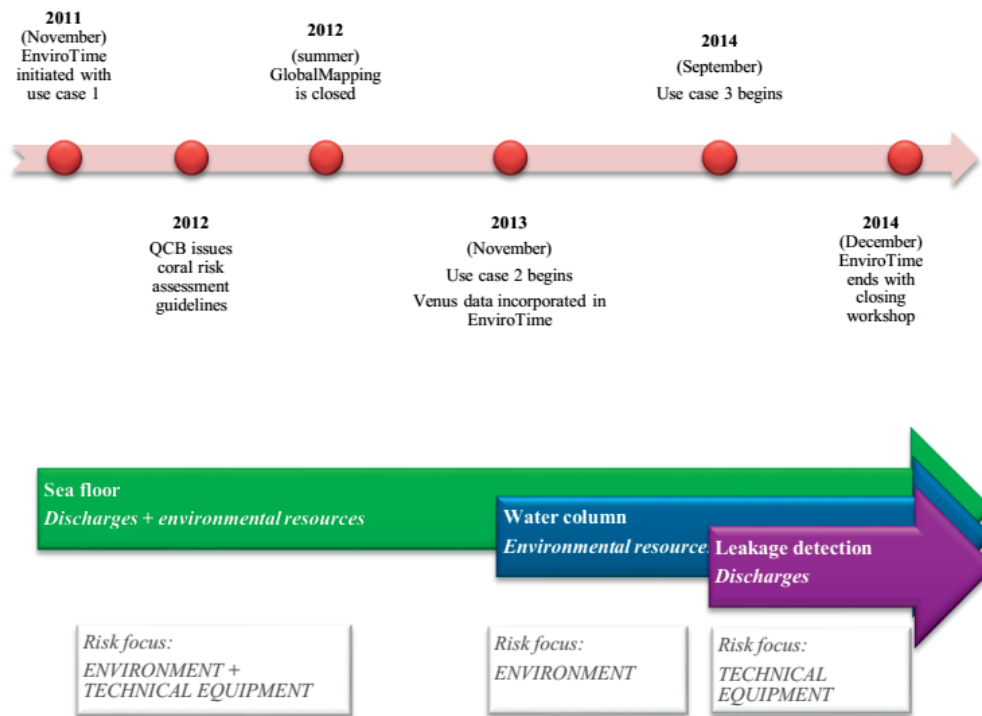 2011
(November)
EnviroTime
initiated with
use case 1
2012
(summer)
GlobalMapping
is closed
2014
(September)
Use case 3 begins
2012
QCB issues
coral risk
assessment
guidelines
2013
(November)
Use case 2 begins
Venus data incorporated in
EnviroTime
2014
(December)
EnviroTime
ends with
closing
workshop
Sea floor
Discharges + environmental resources
Water column
Environmental resources
Leakage detection
Discharges
Risk focus:
ENVIRONMENT +
TECHNICAL EQUIPMENT
Risk focus:
ENVIRONMENT
Risk focus:
TECHNICAL
EQUIPMENT